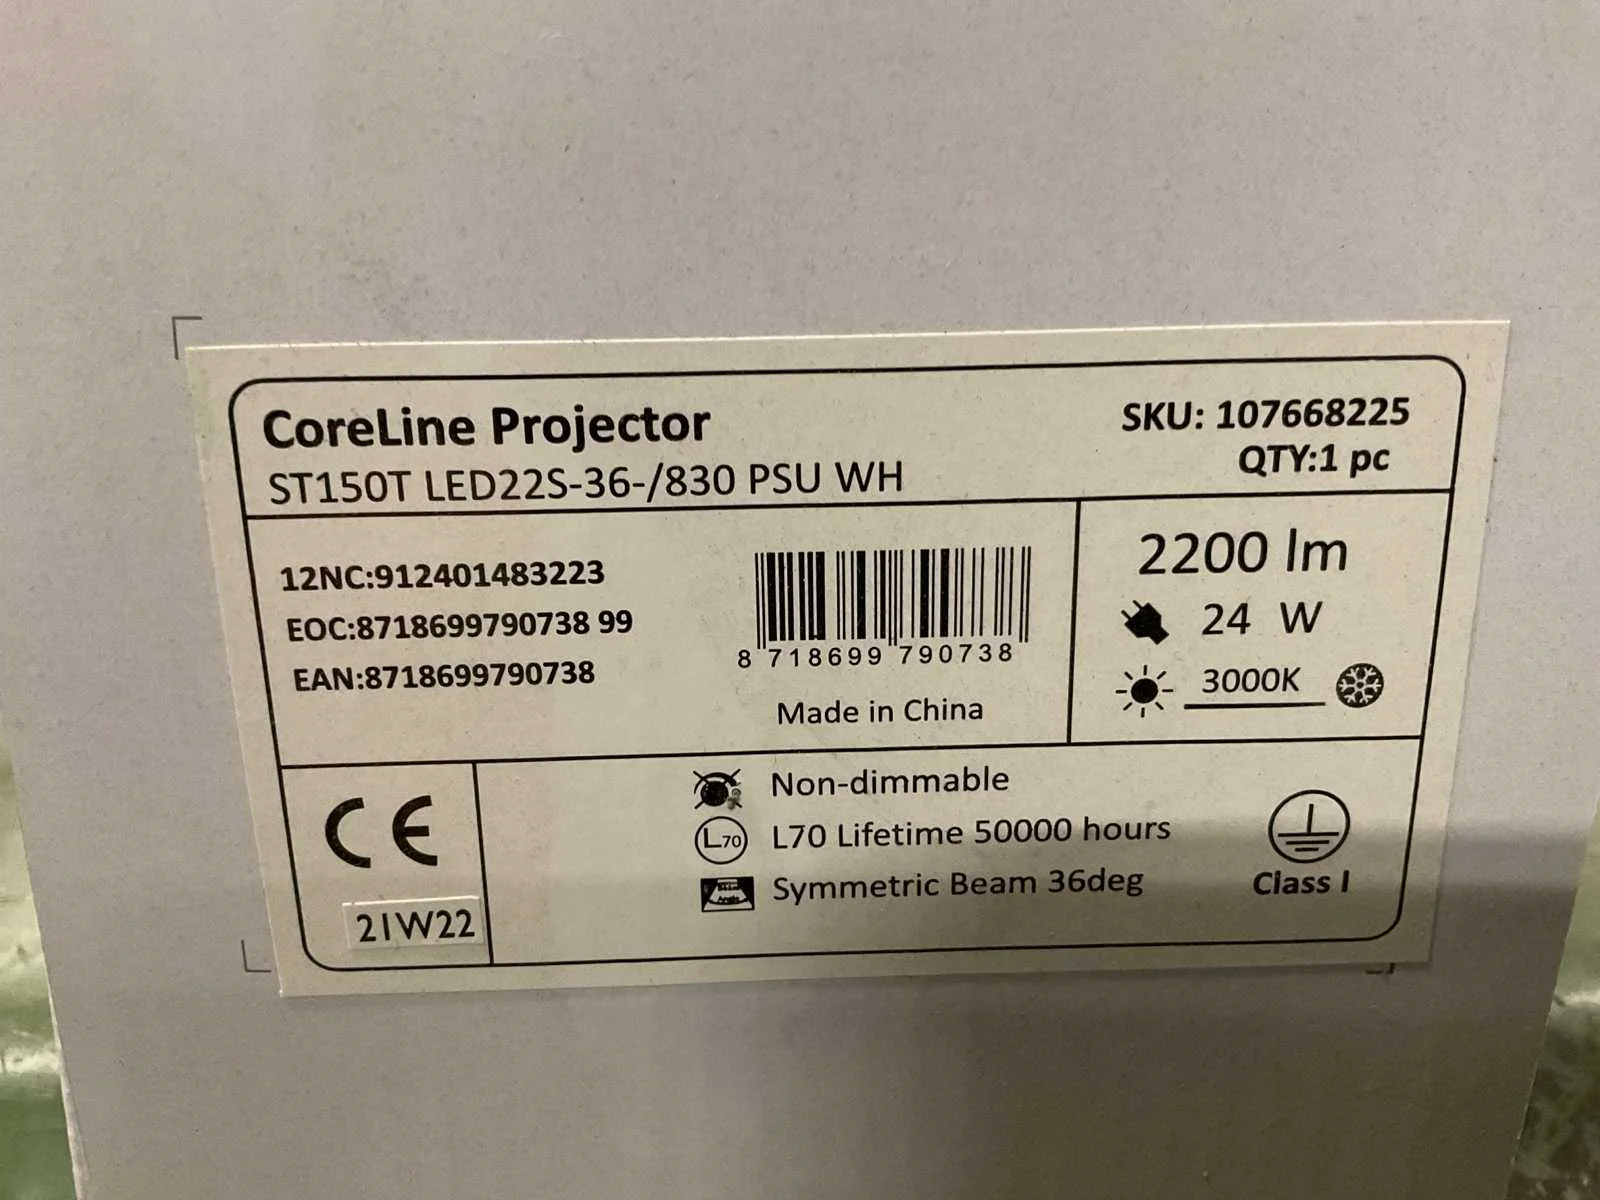 CoreLine Projector
ST150T LED22S-36-/830 PSU WH
SKU: 107668225
QTY:1 pc
12NC:912401483223
EOC:8718699790738 99
EAN:8718699790738
8 718699 790738
Made in China
2200 lm
24 W
3000K
CE
21W22
Non-dimmable
L70 L70 Lifetime 50000 hours
Symmetric Beam 36deg
Class I